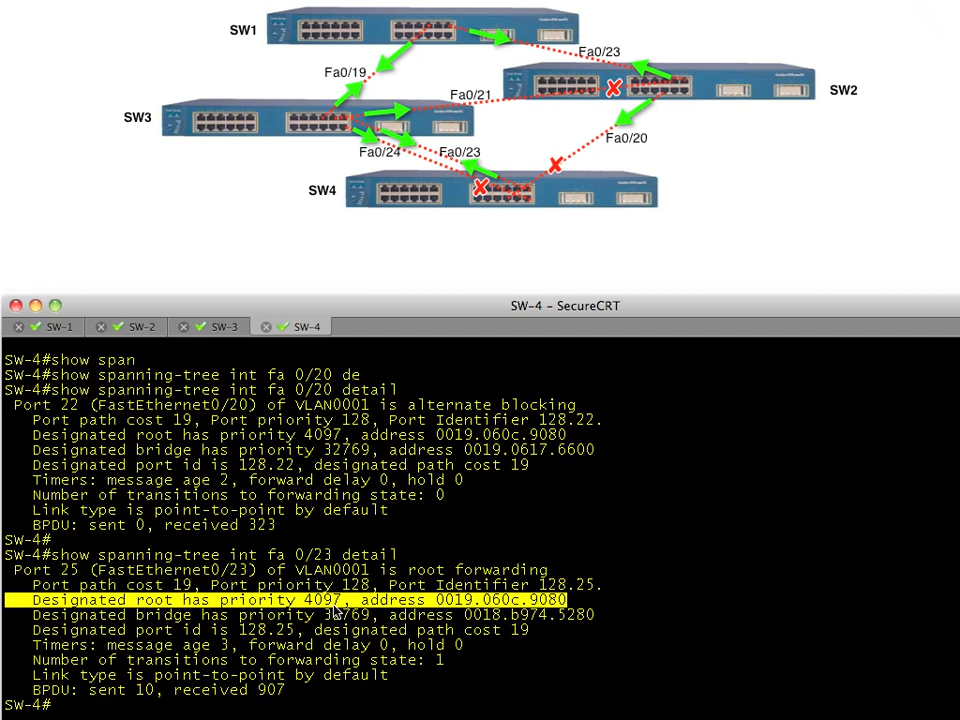 SW1
Fa0/23
Fa0/19
SW2
Fa0/21
SW3
Fa0/20
Fa0/24
Fa0/23
SW4
SW-4 - SecureCRT
SW-1
SW-2
SW-3
SW-4
SW-4#show span
SW-4#show spanning-tree int fa 0/20 de
SW-4#show spanning-tree int fa 0/20 detail
Port 22 (FastEthernet0/20) of VLAN0001 is alternate blocking
Port path cost 19, Port priority 128, Port Identifier 128.22.
Designated root has priority 4097, address 0019.060c.9080
Designated bridge has priority 32769, address 0019.0617.6600
Designated port id is 128.22, designated path cost 19
Timers: message age 2, forward delay 0, hold 0
Number of transitions to forwarding state: 0
Link type is point-to-point by default
BPDU: sent 0, received 323
SW-4#
SW-4#show spanning-tree int fa 0/23 detail
Port 25 (FastEthernet0/23) of VLAN0001 is root forwarding
Port path cost 19, Port priority 128, Port Identifier 128.25.
Designated root has priority 4097, address 0019.060c.9080
Designated bridge has priority 32769, address 0018.b974.5280
Designated port id is 128.25, designated path cost 19
Timers: message age 3, forward delay 0, hold 0
Number of transitions to forwarding state: 1
Link type is point-to-point by default
BPDU: sent 10, received 907
SW-4#